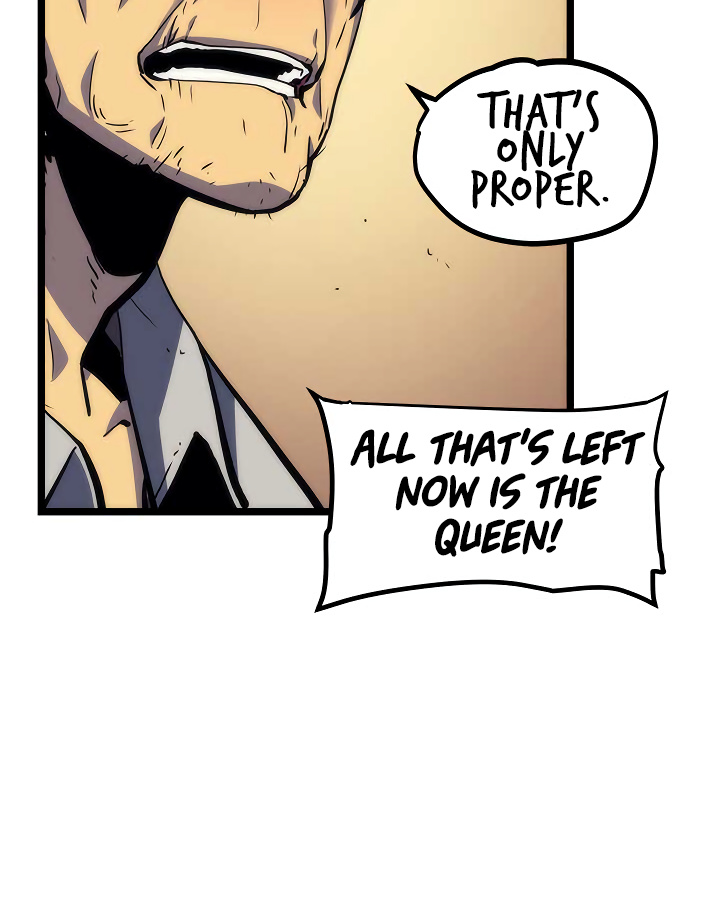 THAT'S
ONLY
PROPER.
ALL THAT'S LEFT
NOW IS THE
QUEEN!